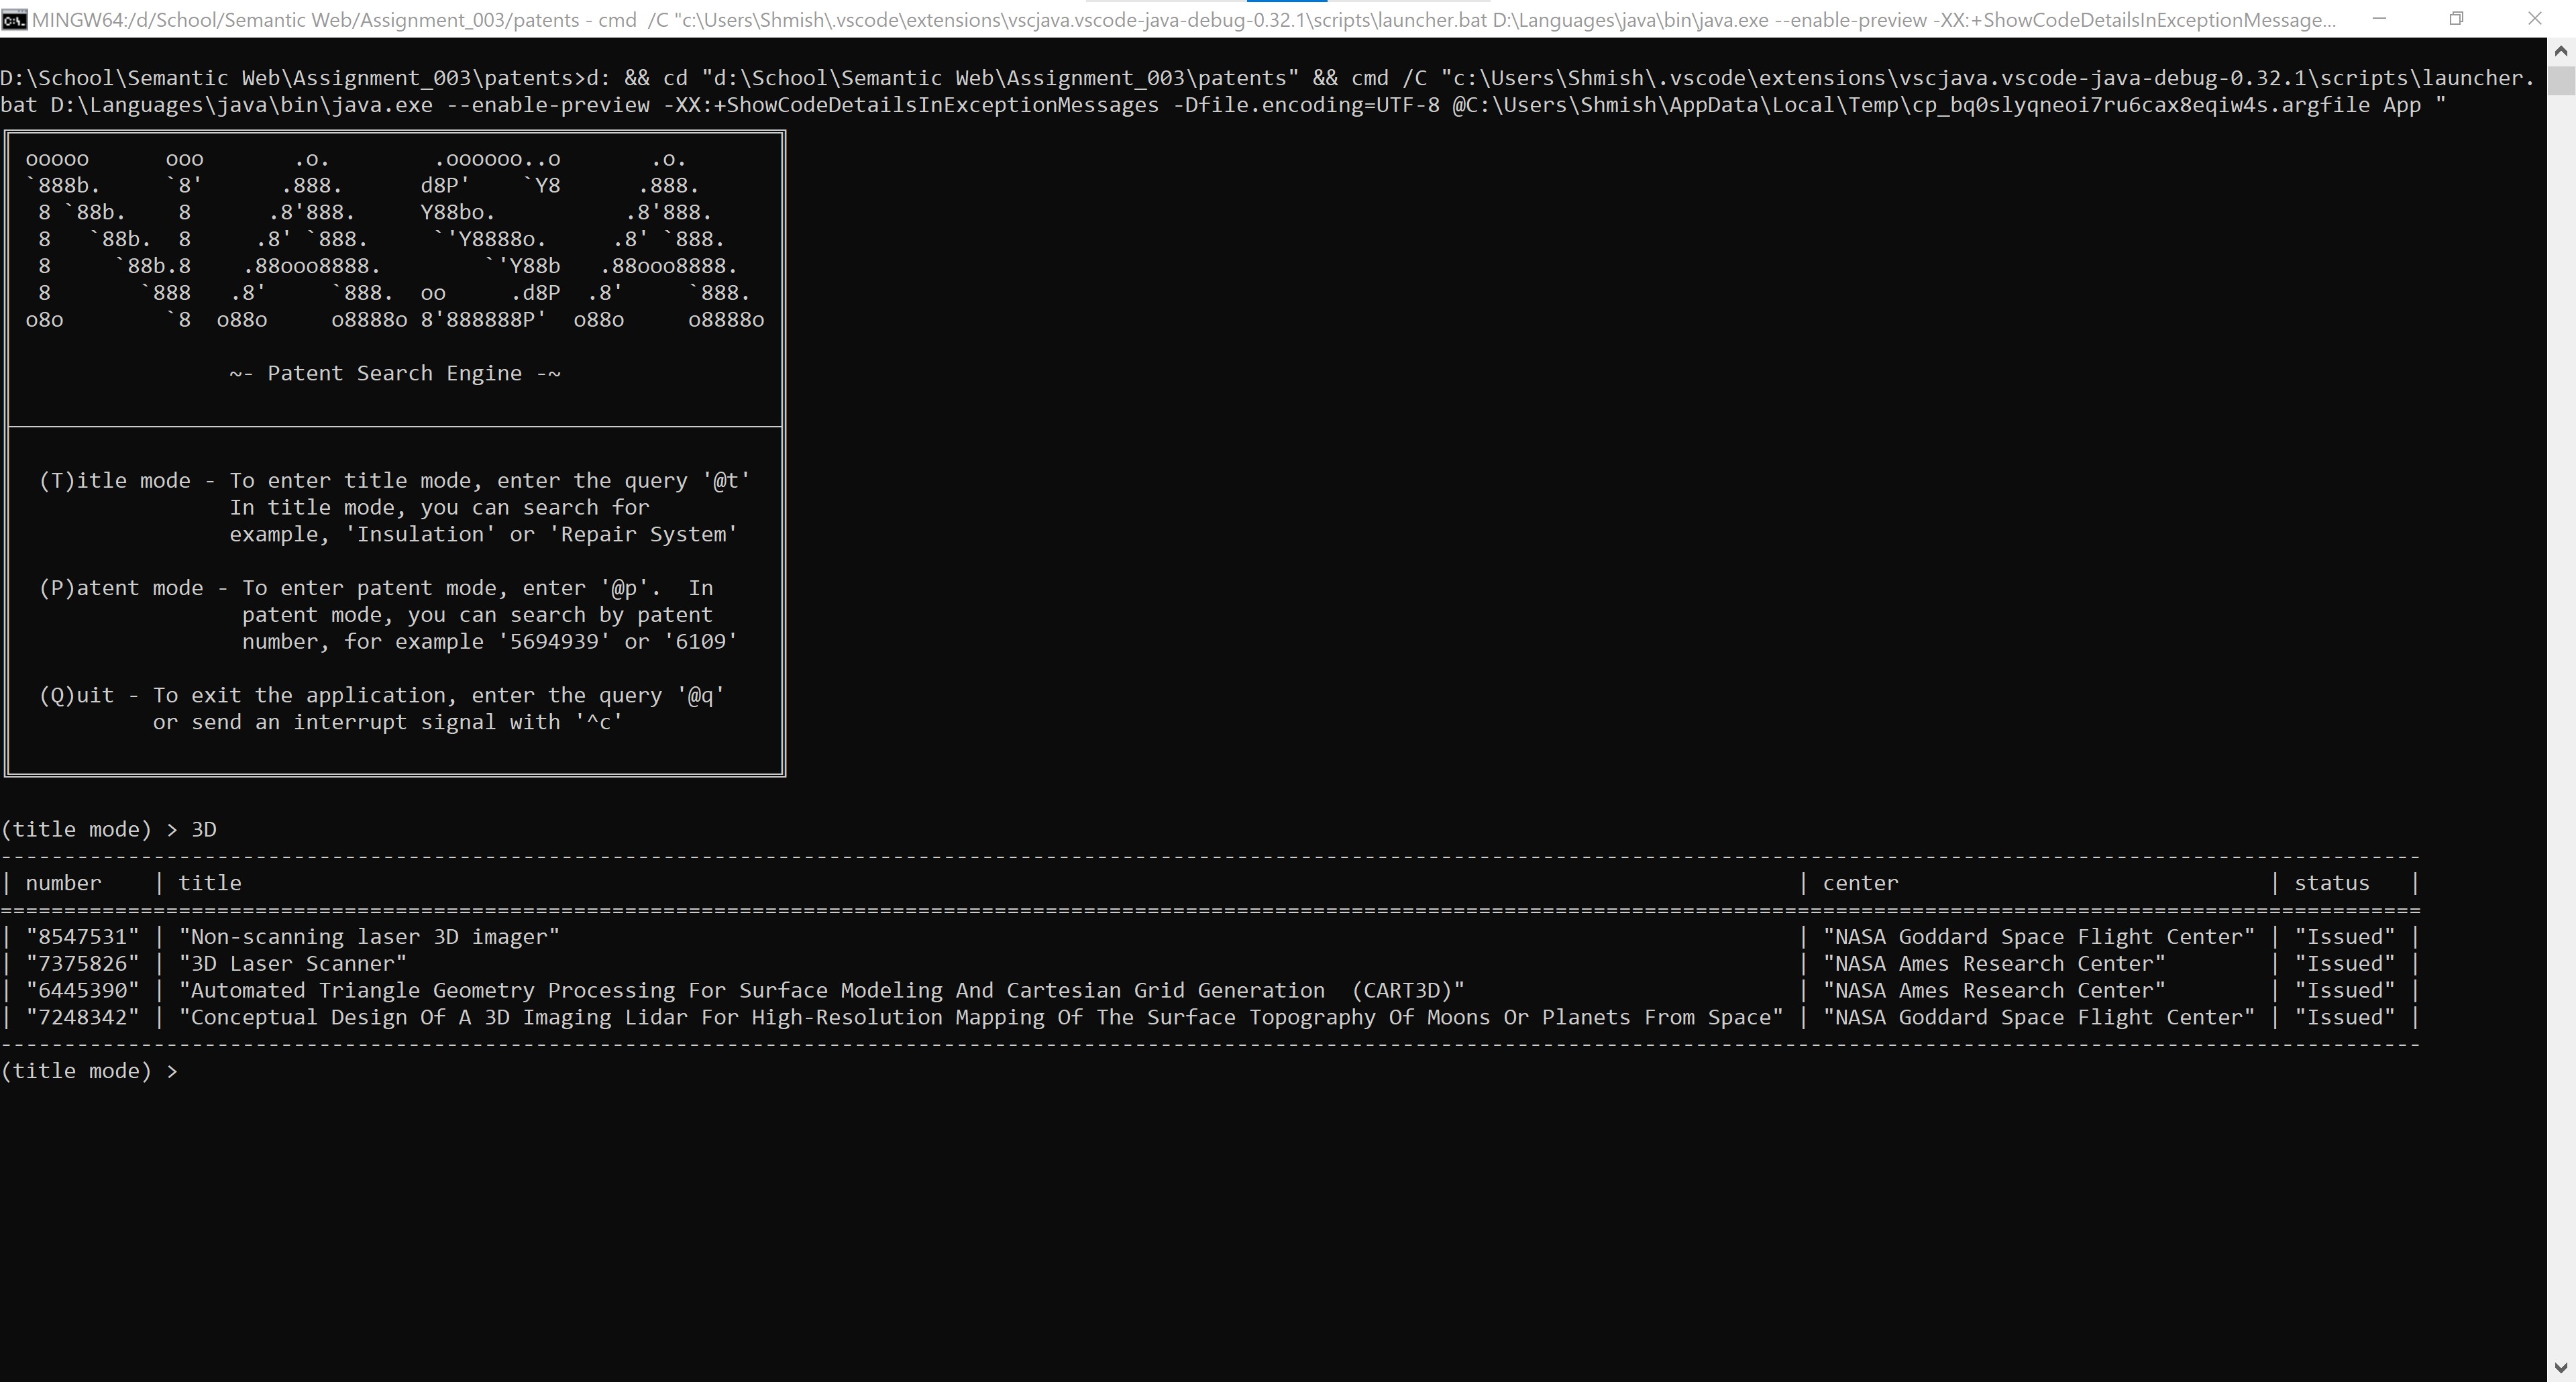 MINGW64:/d/School/Semantic Web/Assignment_003/patents - cmd  /C "c:\Users\Shmish\.vscode\extensions\vscjava.vscode-java-debug-0.32.1\scripts\launcher.bat D:\Languages\java\bin\java.exe --enable-preview -XX:+ShowCodeDetailsInExceptionMessage...
D:\School\Semantic Web\Assignment_003\patents>d: && cd "d:\School\Semantic Web\Assignment_003\patents" && cmd /C "c:\Users\Shmish\.vscode\extensions\vscjava.vscode-java-debug-0.32.1\scripts\launcher.
bat D:\Languages\java\bin\java.exe --enable-preview -XX:+ShowCodeDetailsInExceptionMessages -Dfile.encoding=UTF-8 @C:\Users\Shmish\AppData\Local\Temp\cp_bq0slyqneoi7ru6cax8eqiw4s.argfile App "
ooooo      ooo       .o.        .oooooo..o       .o.
`888b.     `8'      .888.      d8P'    `Y8      .888.
 8 `88b.    8      .8'888.     Y88bo.          .8'888.
 8   `88b.  8     .8' `888.     `'Y8888o.     .8' `888.
 8     `88b.8    .88ooo8888.        `'Y88b   .88ooo8888.
 8       `888   .8'     `888.  oo     .d8P  .8'     `888.
o8o        `8  o88o     o8888o 8'888888P'  o88o     o8888o
~- Patent Search Engine -~
(T)itle mode - To enter title mode, enter the query '@t'
In title mode, you can search for
example, 'Insulation' or 'Repair System'
(P)atent mode - To enter patent mode, enter '@p'.  In
patent mode, you can search by patent
number, for example '5694939' or '6109'
(Q)uit - To exit the application, enter the query '@q'
or send an interrupt signal with '^c'
(title mode) > 3D
| number    | title | center | status   |
| "8547531" | "Non-scanning laser 3D imager" | "NASA Goddard Space Flight Center" | "Issued" |
| "7375826" | "3D Laser Scanner" | "NASA Ames Research Center" | "Issued" |
| "6445390" | "Automated Triangle Geometry Processing For Surface Modeling And Cartesian Grid Generation  (CART3D)" | "NASA Ames Research Center" | "Issued" |
| "7248342" | "Conceptual Design Of A 3D Imaging Lidar For High-Resolution Mapping Of The Surface Topography Of Moons Or Planets From Space" | "NASA Goddard Space Flight Center" | "Issued" |
(title mode) >